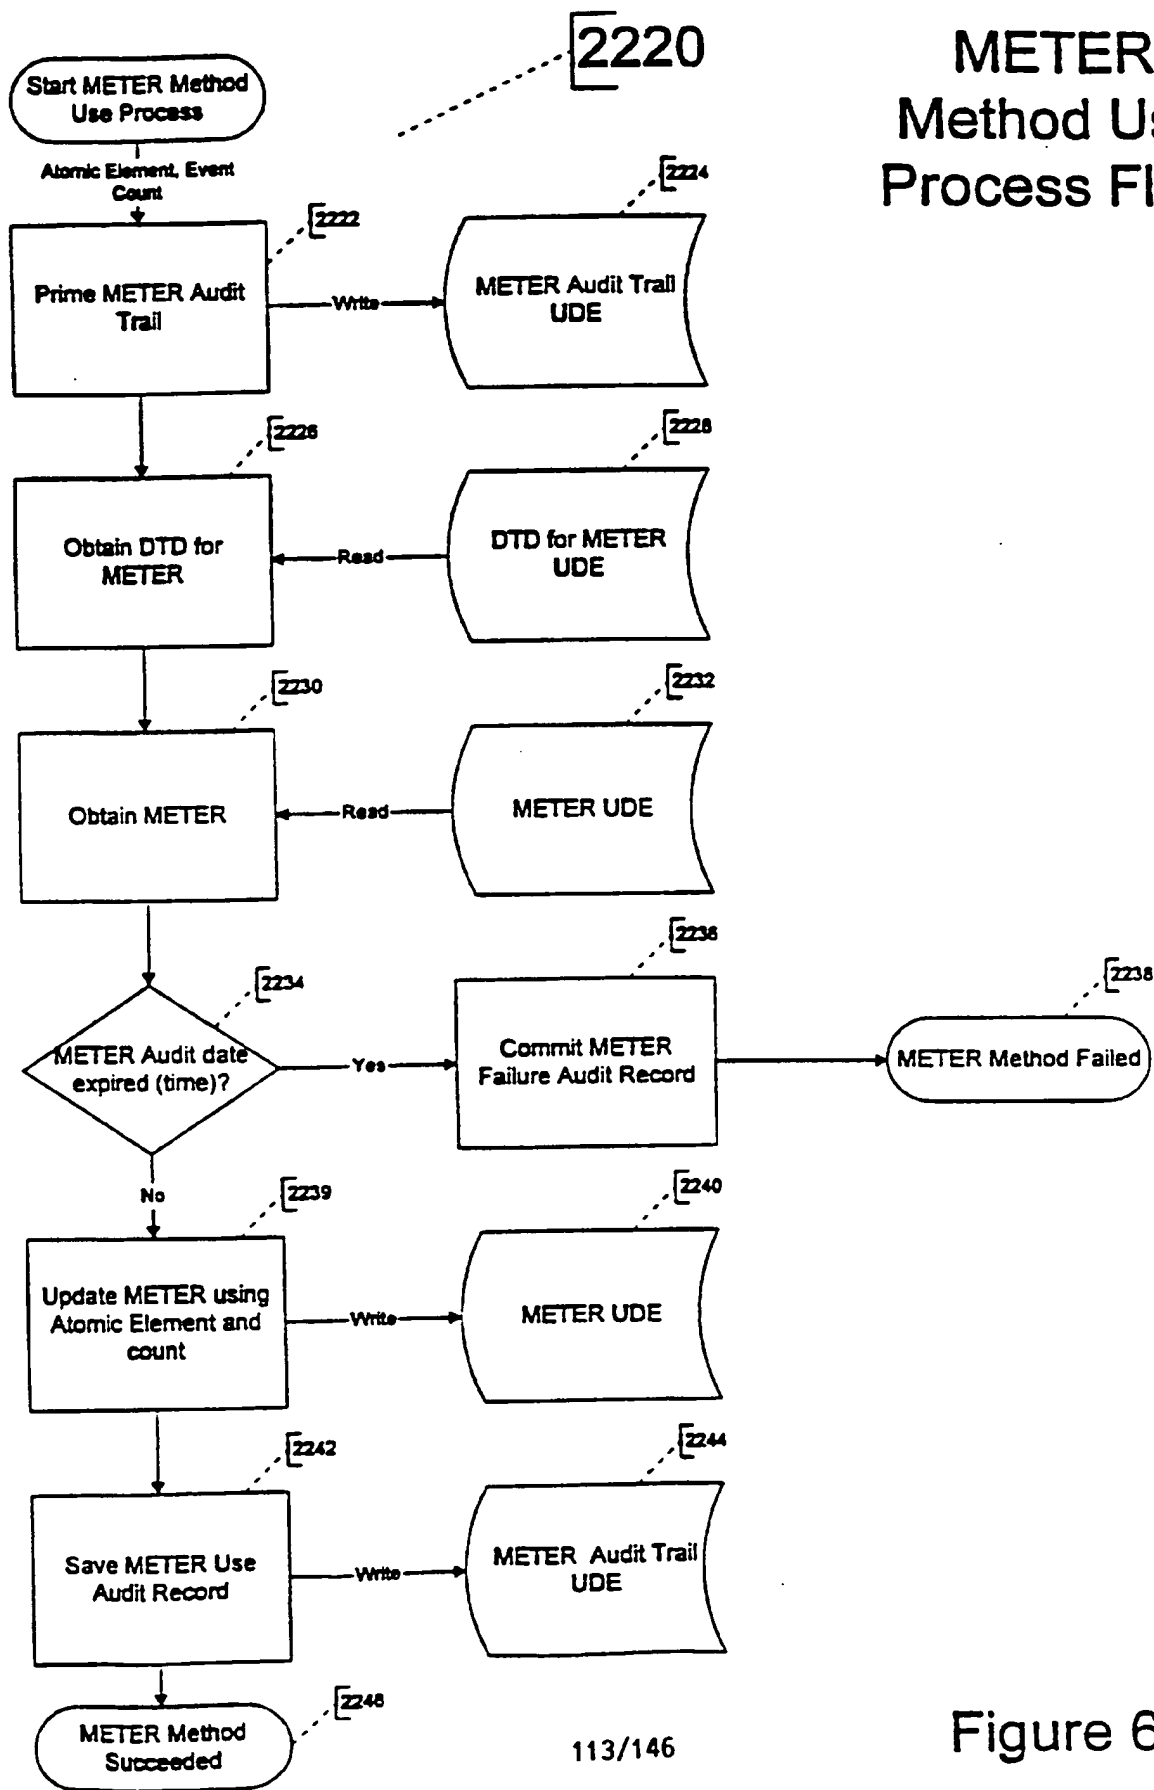 2220
METER
Method Us
Process Fl
Start METER Method
Use Process
Atomic Element, Event
Count
2222
Prime METER Audit
Trail
Write
2224
METER Audit Trail
UDE
2226
Obtain DTD for
METER
Read
2228
DTD for METER
UDE
2230
Obtain METER
Read
2232
METER UDE
2234
METER Audit date
expired (time)?
Yes
2236
Commit METER
Failure Audit Record
2238
METER Method Failed
No
2239
Update METER using
Atomic Element and
count
Write
2240
METER UDE
2242
Save METER Use
Audit Record
Write
2244
METER Audit Trail
UDE
2246
METER Method
Succeeded
113/146
Figure 6